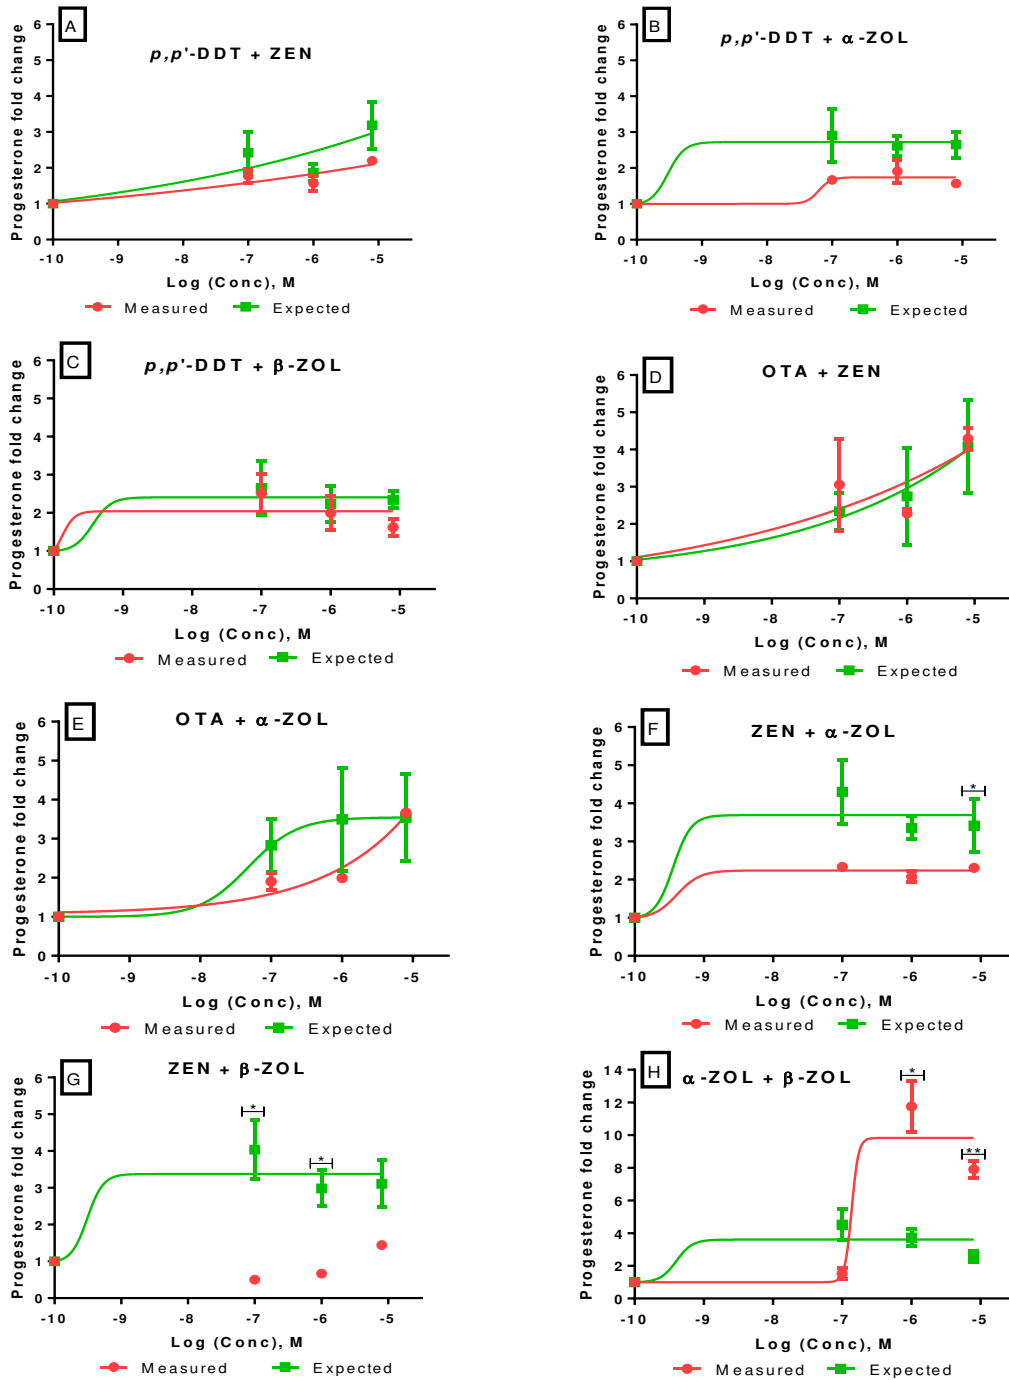 A
p,p'-DDT + ZEN
Progesterone fold change
6
5
4
3
2
1
0
-10 -9 -8 -7 -6 -5
Log (Conc), M
Measured Expected
B
p,p'-DDT + α-ZOL
Progesterone fold change
6
5
4
3
2
1
0
-10 -9 -8 -7 -6 -5
Log (Conc), M
Measured Expected
C
p,p'-DDT + β-ZOL
Progesterone fold change
6
5
4
3
2
1
0
-10 -9 -8 -7 -6 -5
Log (Conc), M
Measured Expected
D
OTA + ZEN
Progesterone fold change
6
5
4
3
2
1
0
-10 -9 -8 -7 -6 -5
Log (Conc), M
Measured Expected
E
OTA + α-ZOL
Progesterone fold change
6
5
4
3
2
1
0
-10 -9 -8 -7 -6 -5
Log (Conc), M
Measured Expected
F
ZEN + α-ZOL
Progesterone fold change
6
5
4
3
2
1
0
*
-10 -9 -8 -7 -6 -5
Log (Conc), M
Measured Expected
G
ZEN + β-ZOL
Progesterone fold change
6
5
4
3
2
1
0
*
*
-10 -9 -8 -7 -6 -5
Log (Conc), M
Measured Expected
H
α-ZOL + β-ZOL
Progesterone fold change
14
12
10
8
6
4
2
0
*
**
-10 -9 -8 -7 -6 -5
Log (Conc), M
Measured Expected